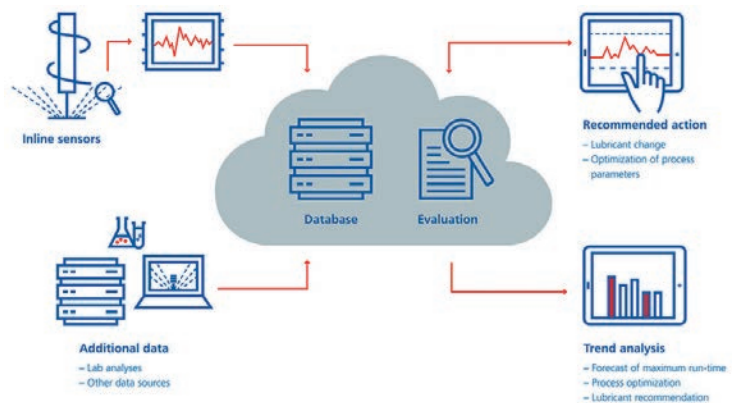 Inline sensors
Database
Evaluation
Recommended action
– Lubricant change
– Optimization of process
parameters
Additional data
– Lab analyses
– Other data sources
Trend analysis
– Forecast of maximum run-time
– Process optimization
– Lubricant recommendation